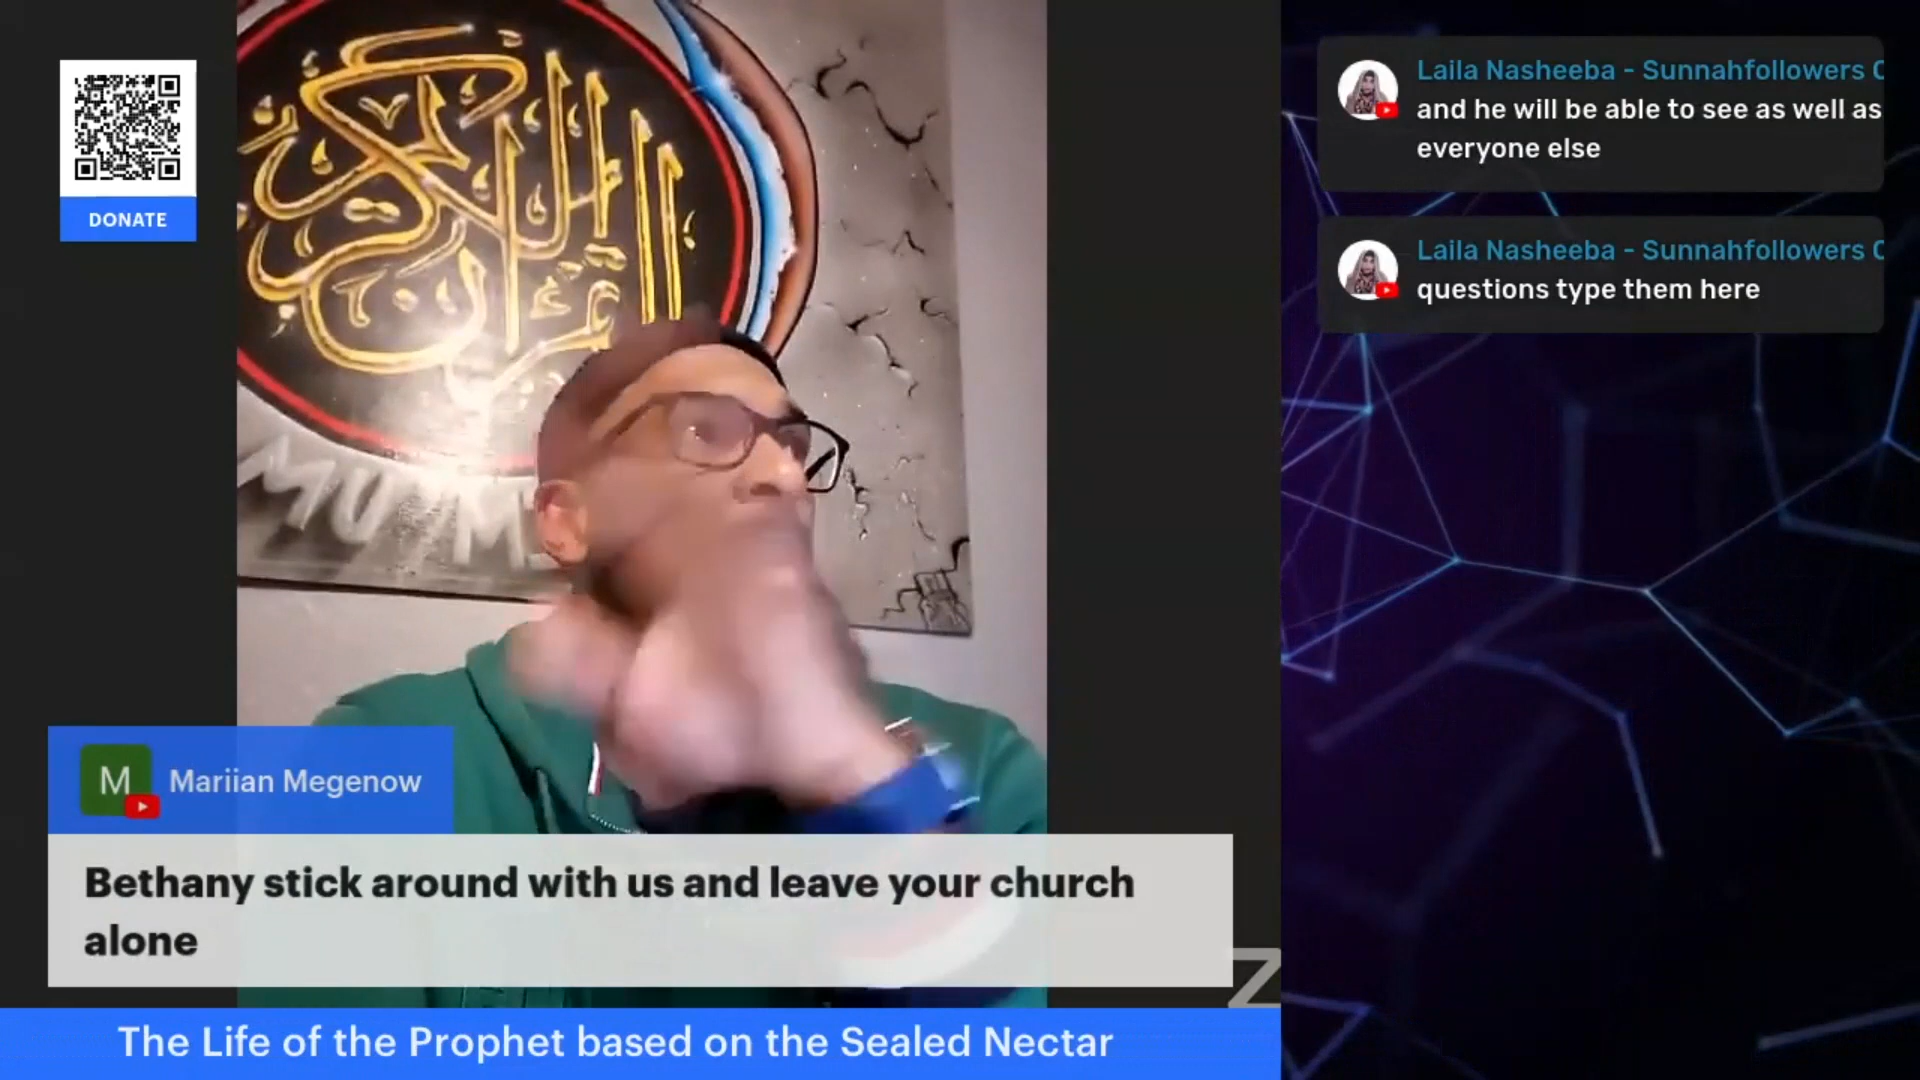 DONATE
القرآن الكريم
Laila Nasheeba - Sunnahfollowers
and he will be able to see as well as
everyone else
Laila Nasheeba - Sunnahfollowers
questions type them here
M
Mariian Megenow
Bethany stick around with us and leave your church
alone
The Life of the Prophet based on the Sealed Nectar